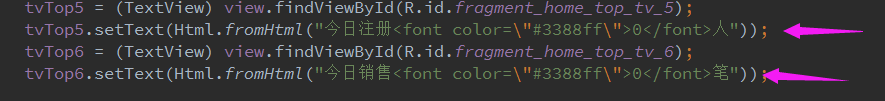 tvTop5 = (TextView) view.findViewById(R.id.fragment_home_top_tv_5);
tvTop5.setText(Html.fromHtml("今日注册<font color=\"#3388ff\">0</font>人"));
tvTop6 = (TextView) view.findViewById(R.id.fragment_home_top_tv_6);
tvTop6.setText(Html.fromHtml("今日销售<font color=\"#3388ff\">0</font>笔"));